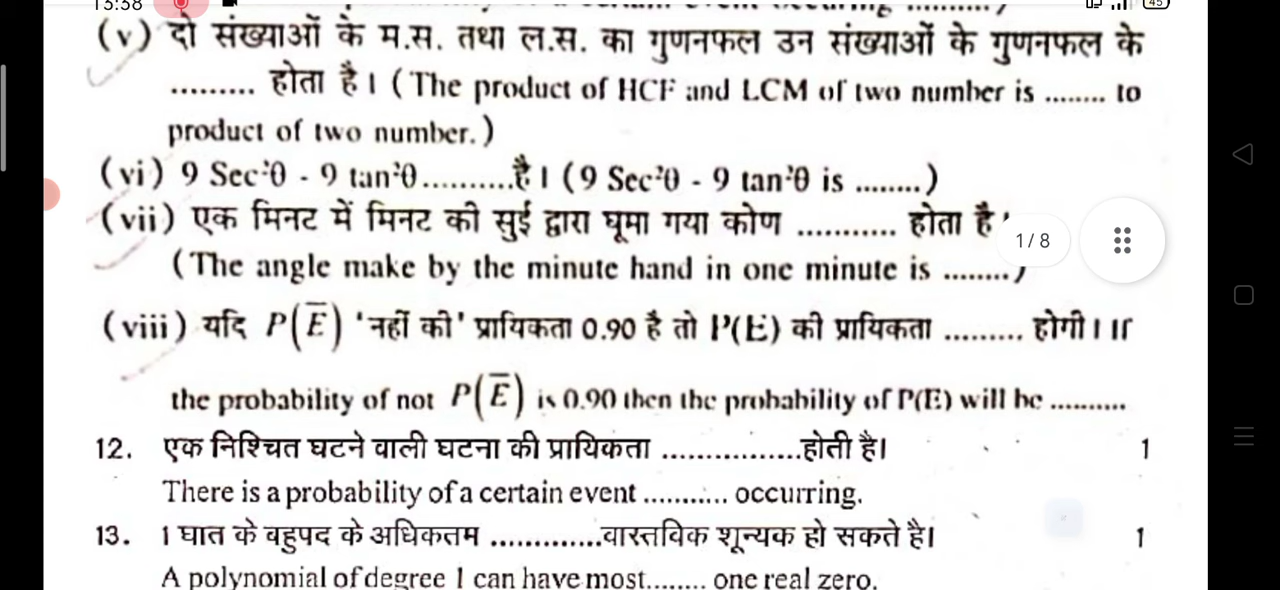 13:38
45
(v) दो संख्याओं के म.स. तथा ल.स. का गुणनफल उन संख्याओं के गुणनफल के
......... होता है। (The product of HCF and LCM of two number is ........ to
product of two number.)
(vi) 9 Sec²θ - 9 tan²θ..........है। (9 Sec²θ - 9 tan²θ is ........)
(vii) एक मिनट में मिनट की सुई द्वारा घूमा गया कोण ........... होता है
1/8
(The angle make by the minute hand in one minute is ........)
(viii) यदि P(E̅) 'नहीं की' प्रायिकता 0.90 है तो P(E) की प्रायिकता ......... होगी। If
the probability of not P(E̅) is 0.90 then the probability of P(E) will be ..........
12. एक निश्चित घटने वाली घटना की प्रायिकता ................होती है। 1
There is a probability of a certain event ........... occurring.
13. 1 घात के बहुपद के अधिकतम .............वास्तविक शून्यक हो सकते है। 1
A polynomial of degree 1 can have most........ one real zero.